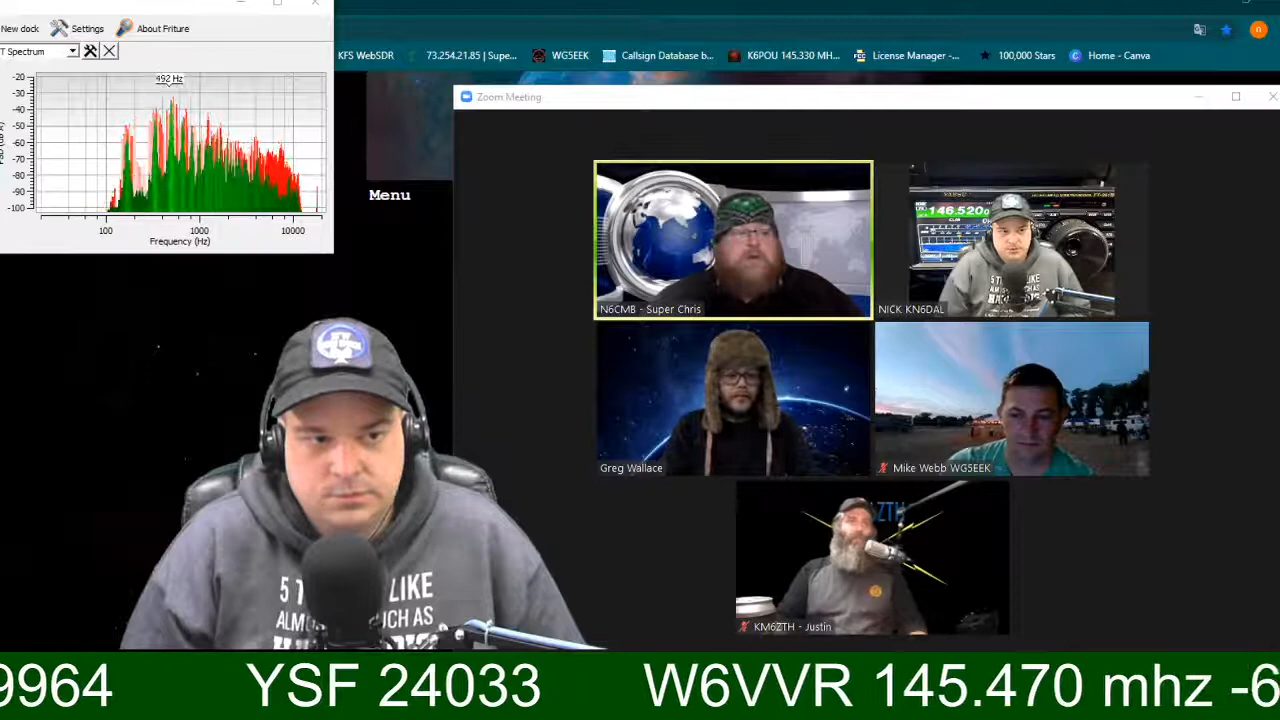 New dock Settings About Friture
T Spectrum
492 Hz
-20
-30
-40
-50
-60
-70
-80
-90
-100
100 1000 10000
Frequency (Hz)
KFS WebSDR 73.254.21.85 | Supe... WG5EEK Callsign Database b... K6POU 145.330 MH... License Manager -... 100,000 Stars Home - Canva
Menu
Zoom Meeting
146.520
N6CMB - Super Chris
NICK KN6DAL
Greg Wallace
Mike Webb WG5EEK
ZTH
KM6ZTH - Justin
5 T LIKE
9964 YSF 24033 W6VVR 145.470 mhz -6